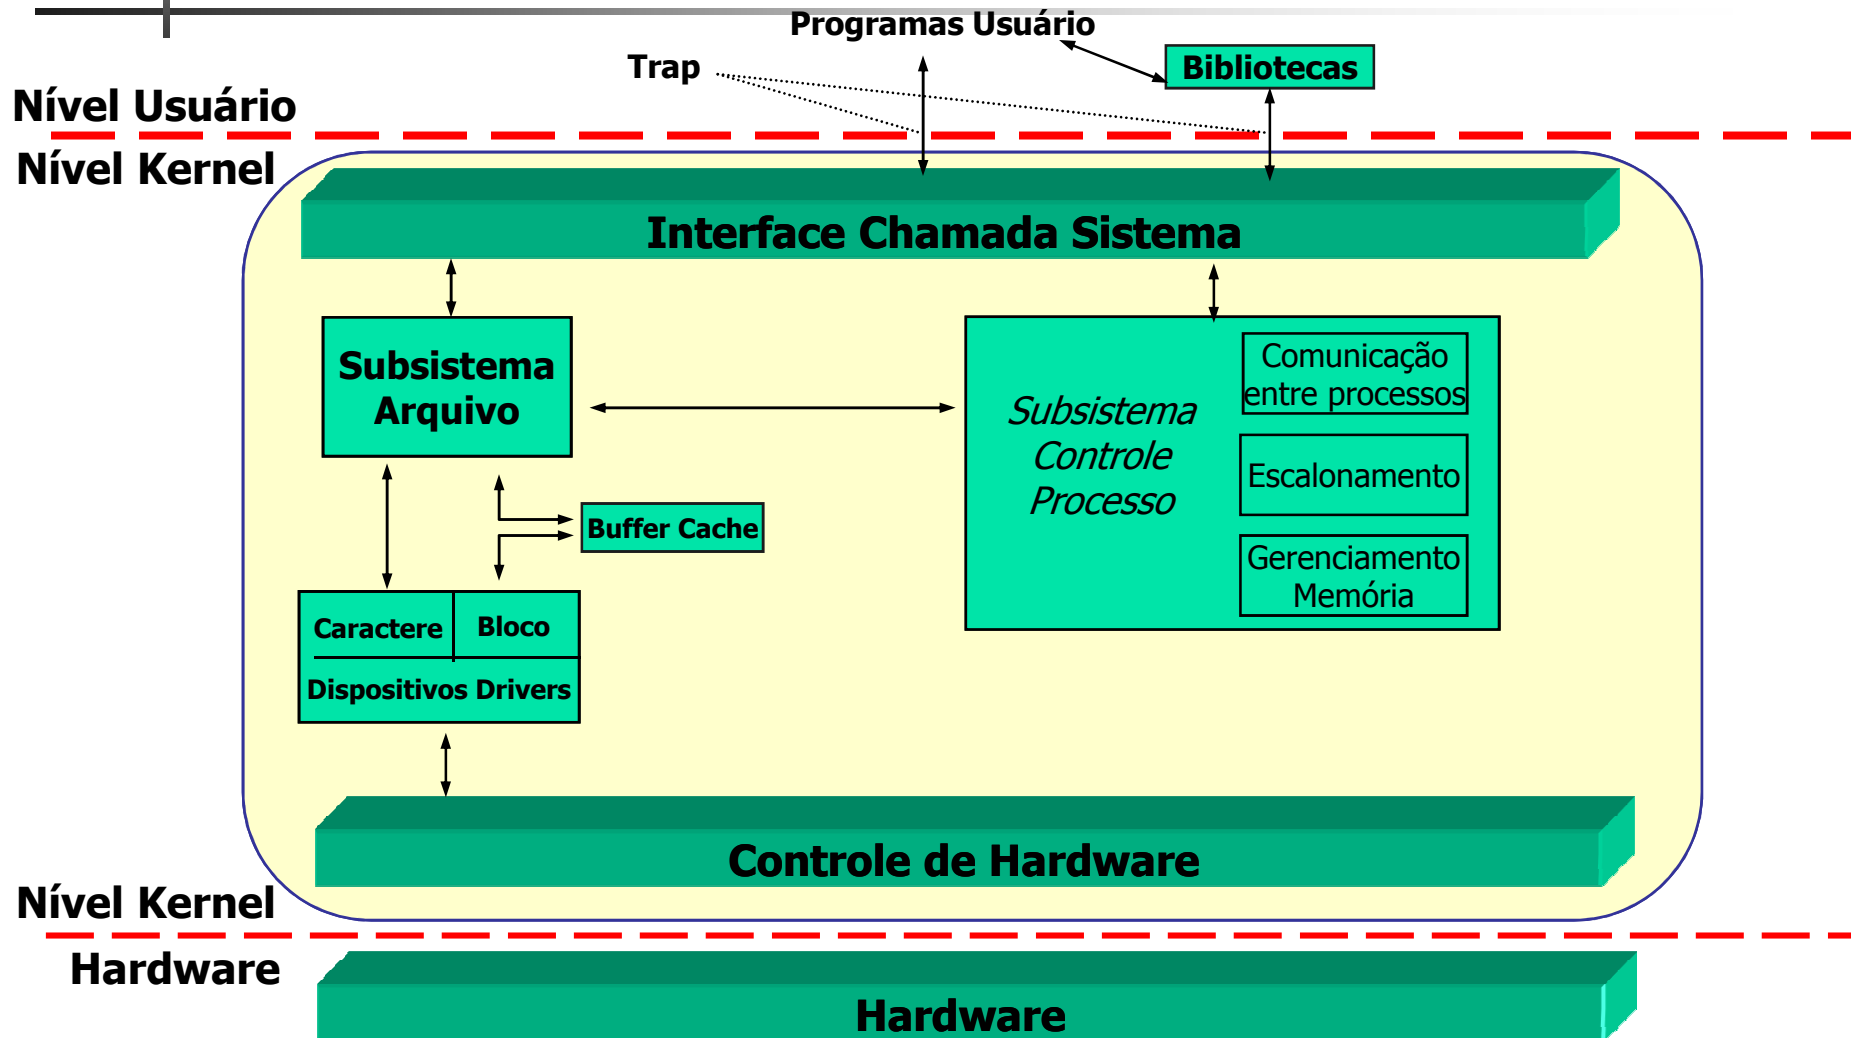 Programas Usuário
Trap
Bibliotecas
Nível Usuário
Nível Kernel
Interface Chamada Sistema
Subsistema
Arquivo
Subsistema
Controle
Processo
Comunicação
entre processos
Escalonamento
Gerenciamento
Memória
Buffer Cache
Caractere
Bloco
Dispositivos Drivers
Controle de Hardware
Nível Kernel
Hardware
Hardware